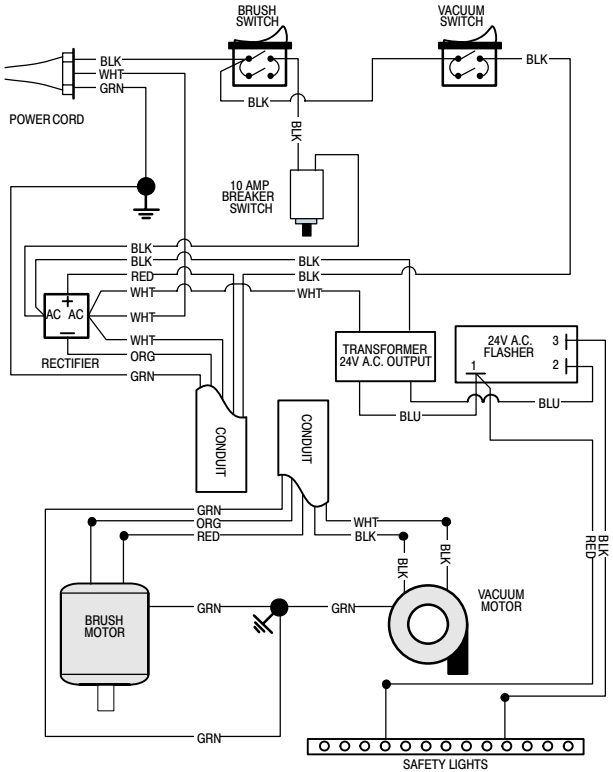 BRUSH
SWITCH
VACUUM
SWITCH
BLK
WHT
GRN
BLK
BLK
POWER CORD
BLK
10 AMP
BREAKER
SWITCH
BLK
BLK
BLK
RED
BLK
WHT
WHT
+
AC AC
WHT
RECTIFIER
WHT
ORG
GRN
TRANSFORMER
24V A.C. OUTPUT
24V A.C.
FLASHER
3
1
2
BLU
BLU
CONDUIT
CONDUIT
GRN
ORG
RED
WHT
BLK
BLK
BLK
RED
BLK
BRUSH
MOTOR
GRN
GRN
VACUUM
MOTOR
GRN
SAFETY LIGHTS